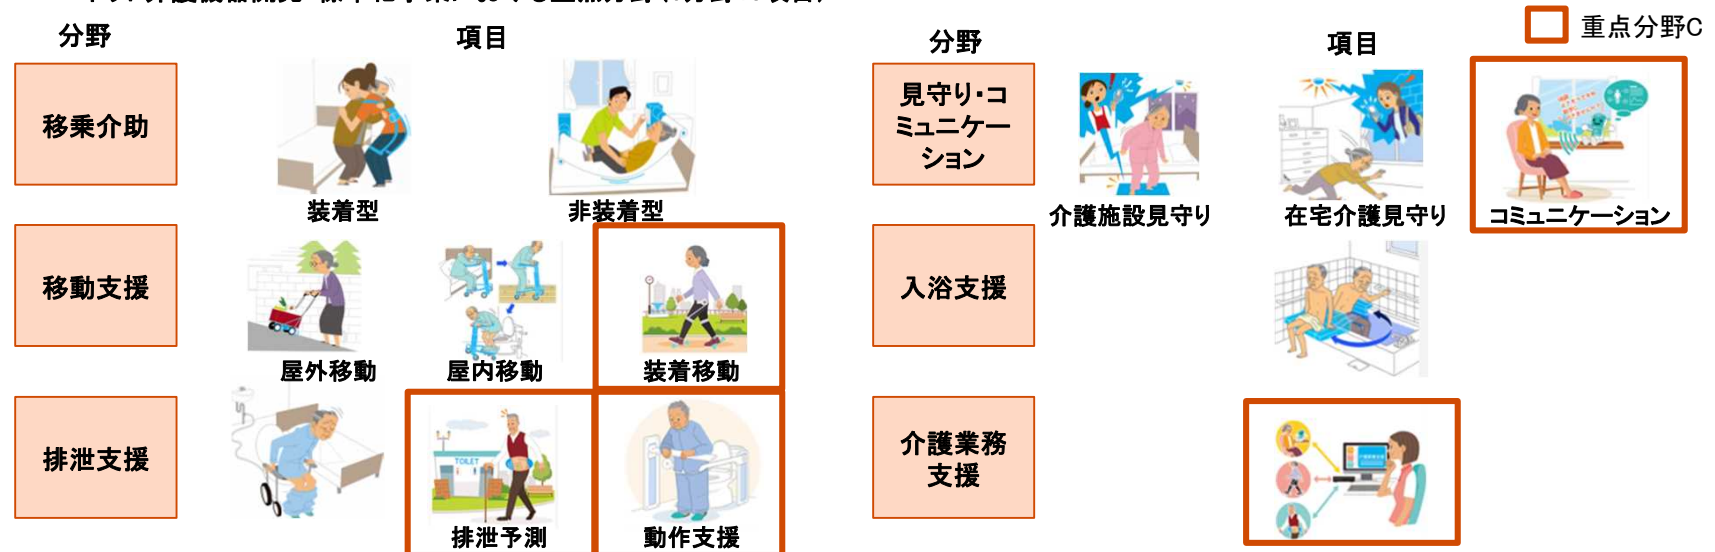 分野
項目
移乗介助
装着型
非装着型
移動支援
屋外移動
屋内移動
装着移動
排泄支援
TOILET
排泄予測
動作支援
重点分野C
分野
項目
見守り・コ
ミュニケー
ション
介護施設見守り
在宅介護見守り
コミュニケーション
入浴支援
介護業務
支援